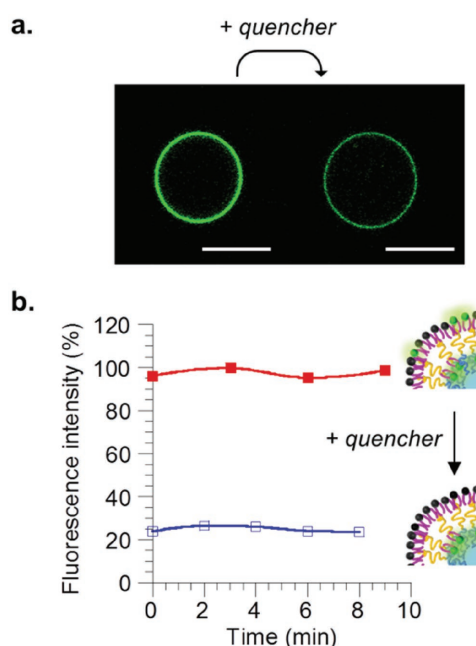 a.
+ quencher
b.
Fluorescence intensity (%)
120
100
80
60
40
20
0
0 2 4 6 8 10
Time (min)
+ quencher